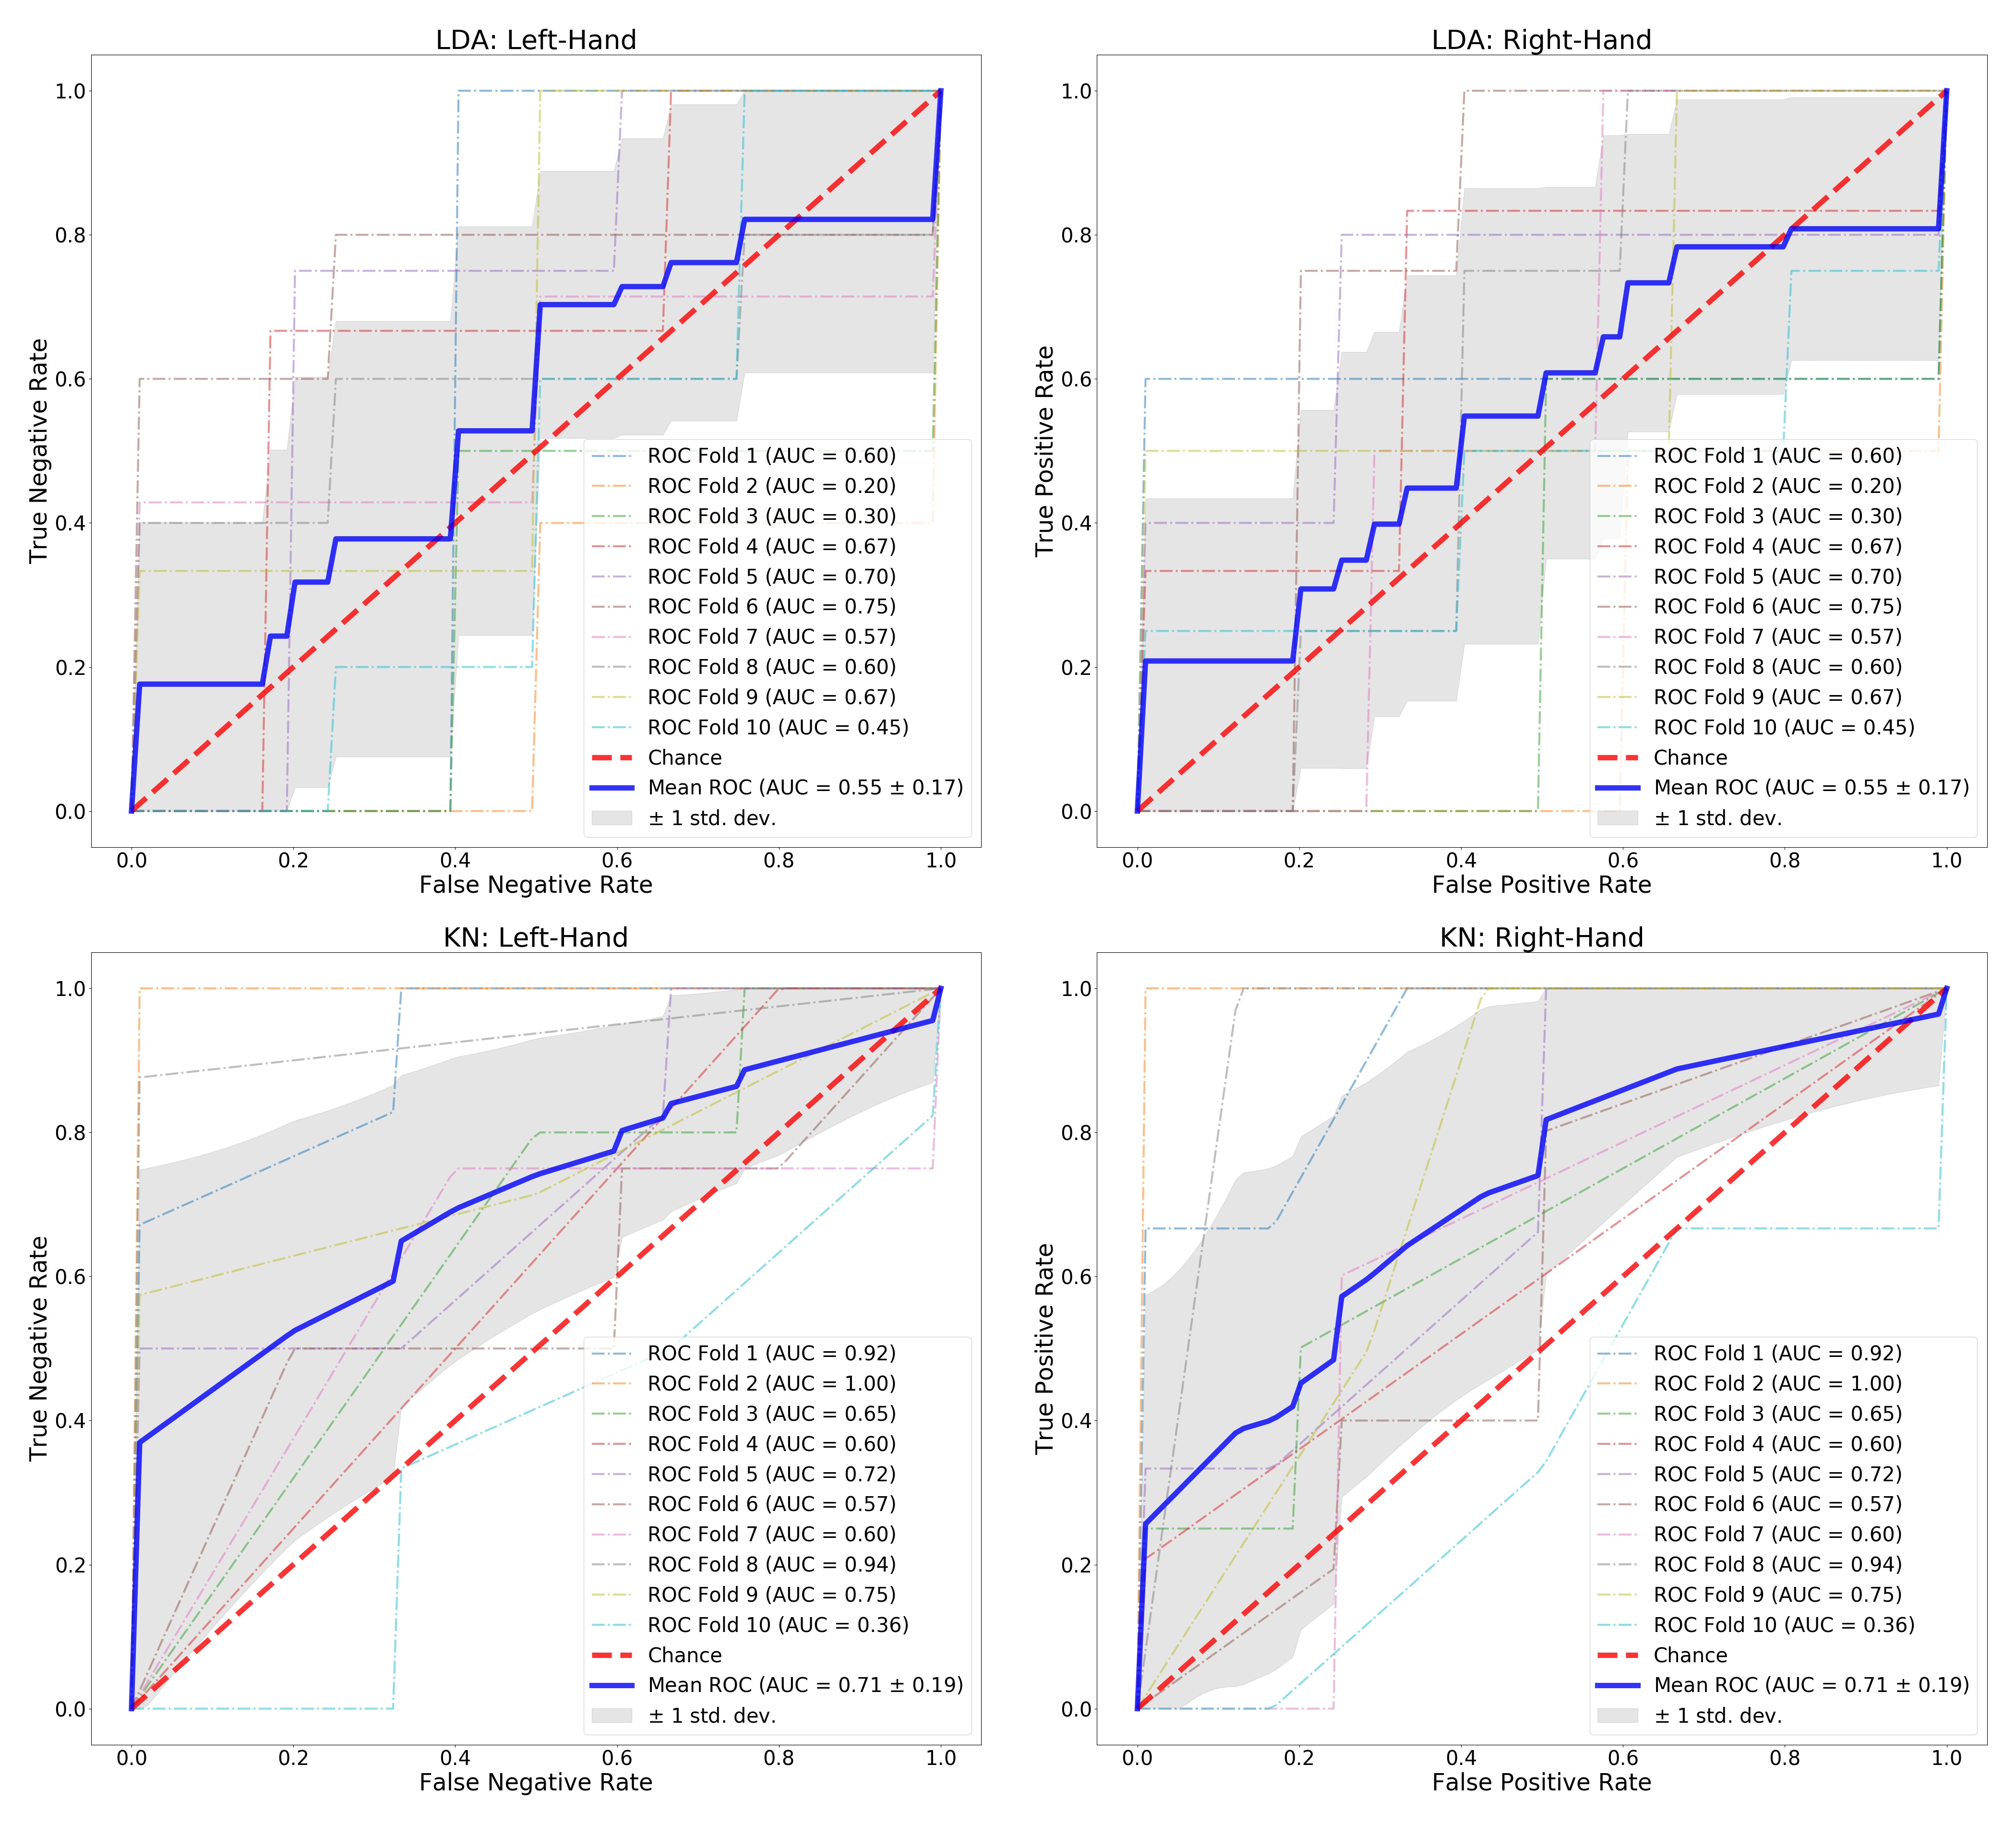 LDA: Left-Hand
True Negative Rate
1.0
0.8
0.6
0.4
0.2
0.0
ROC Fold 1 (AUC = 0.60)
ROC Fold 2 (AUC = 0.20)
ROC Fold 3 (AUC = 0.30)
ROC Fold 4 (AUC = 0.67)
ROC Fold 5 (AUC = 0.70)
ROC Fold 6 (AUC = 0.75)
ROC Fold 7 (AUC = 0.57)
ROC Fold 8 (AUC = 0.60)
ROC Fold 9 (AUC = 0.67)
ROC Fold 10 (AUC = 0.45)
Chance
Mean ROC (AUC = 0.55 ± 0.17)
± 1 std. dev.
0.0 0.2 0.4 0.6 0.8 1.0
False Negative Rate
LDA: Right-Hand
True Positive Rate
1.0
0.8
0.6
0.4
0.2
0.0
ROC Fold 1 (AUC = 0.60)
ROC Fold 2 (AUC = 0.20)
ROC Fold 3 (AUC = 0.30)
ROC Fold 4 (AUC = 0.67)
ROC Fold 5 (AUC = 0.70)
ROC Fold 6 (AUC = 0.75)
ROC Fold 7 (AUC = 0.57)
ROC Fold 8 (AUC = 0.60)
ROC Fold 9 (AUC = 0.67)
ROC Fold 10 (AUC = 0.45)
Chance
Mean ROC (AUC = 0.55 ± 0.17)
± 1 std. dev.
0.0 0.2 0.4 0.6 0.8 1.0
False Positive Rate
KN: Left-Hand
True Negative Rate
1.0
0.8
0.6
0.4
0.2
0.0
ROC Fold 1 (AUC = 0.92)
ROC Fold 2 (AUC = 1.00)
ROC Fold 3 (AUC = 0.65)
ROC Fold 4 (AUC = 0.60)
ROC Fold 5 (AUC = 0.72)
ROC Fold 6 (AUC = 0.57)
ROC Fold 7 (AUC = 0.60)
ROC Fold 8 (AUC = 0.94)
ROC Fold 9 (AUC = 0.75)
ROC Fold 10 (AUC = 0.36)
Chance
Mean ROC (AUC = 0.71 ± 0.19)
± 1 std. dev.
0.0 0.2 0.4 0.6 0.8 1.0
False Negative Rate
KN: Right-Hand
True Positive Rate
1.0
0.8
0.6
0.4
0.2
0.0
ROC Fold 1 (AUC = 0.92)
ROC Fold 2 (AUC = 1.00)
ROC Fold 3 (AUC = 0.65)
ROC Fold 4 (AUC = 0.60)
ROC Fold 5 (AUC = 0.72)
ROC Fold 6 (AUC = 0.57)
ROC Fold 7 (AUC = 0.60)
ROC Fold 8 (AUC = 0.94)
ROC Fold 9 (AUC = 0.75)
ROC Fold 10 (AUC = 0.36)
Chance
Mean ROC (AUC = 0.71 ± 0.19)
± 1 std. dev.
0.0 0.2 0.4 0.6 0.8 1.0
False Positive Rate